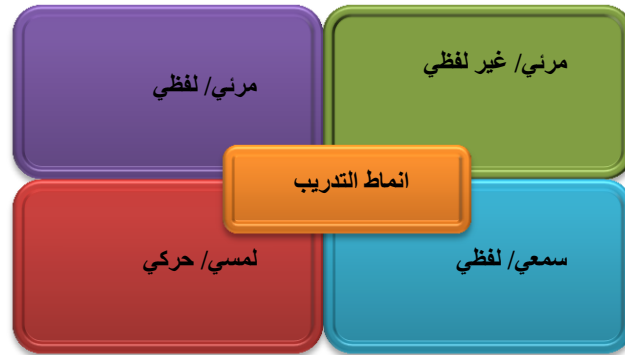 مرئي/ غير لفظي
مرئي/ لفظي
انماط التدريب
سمعي/ لفظي
لمسي/ حركي